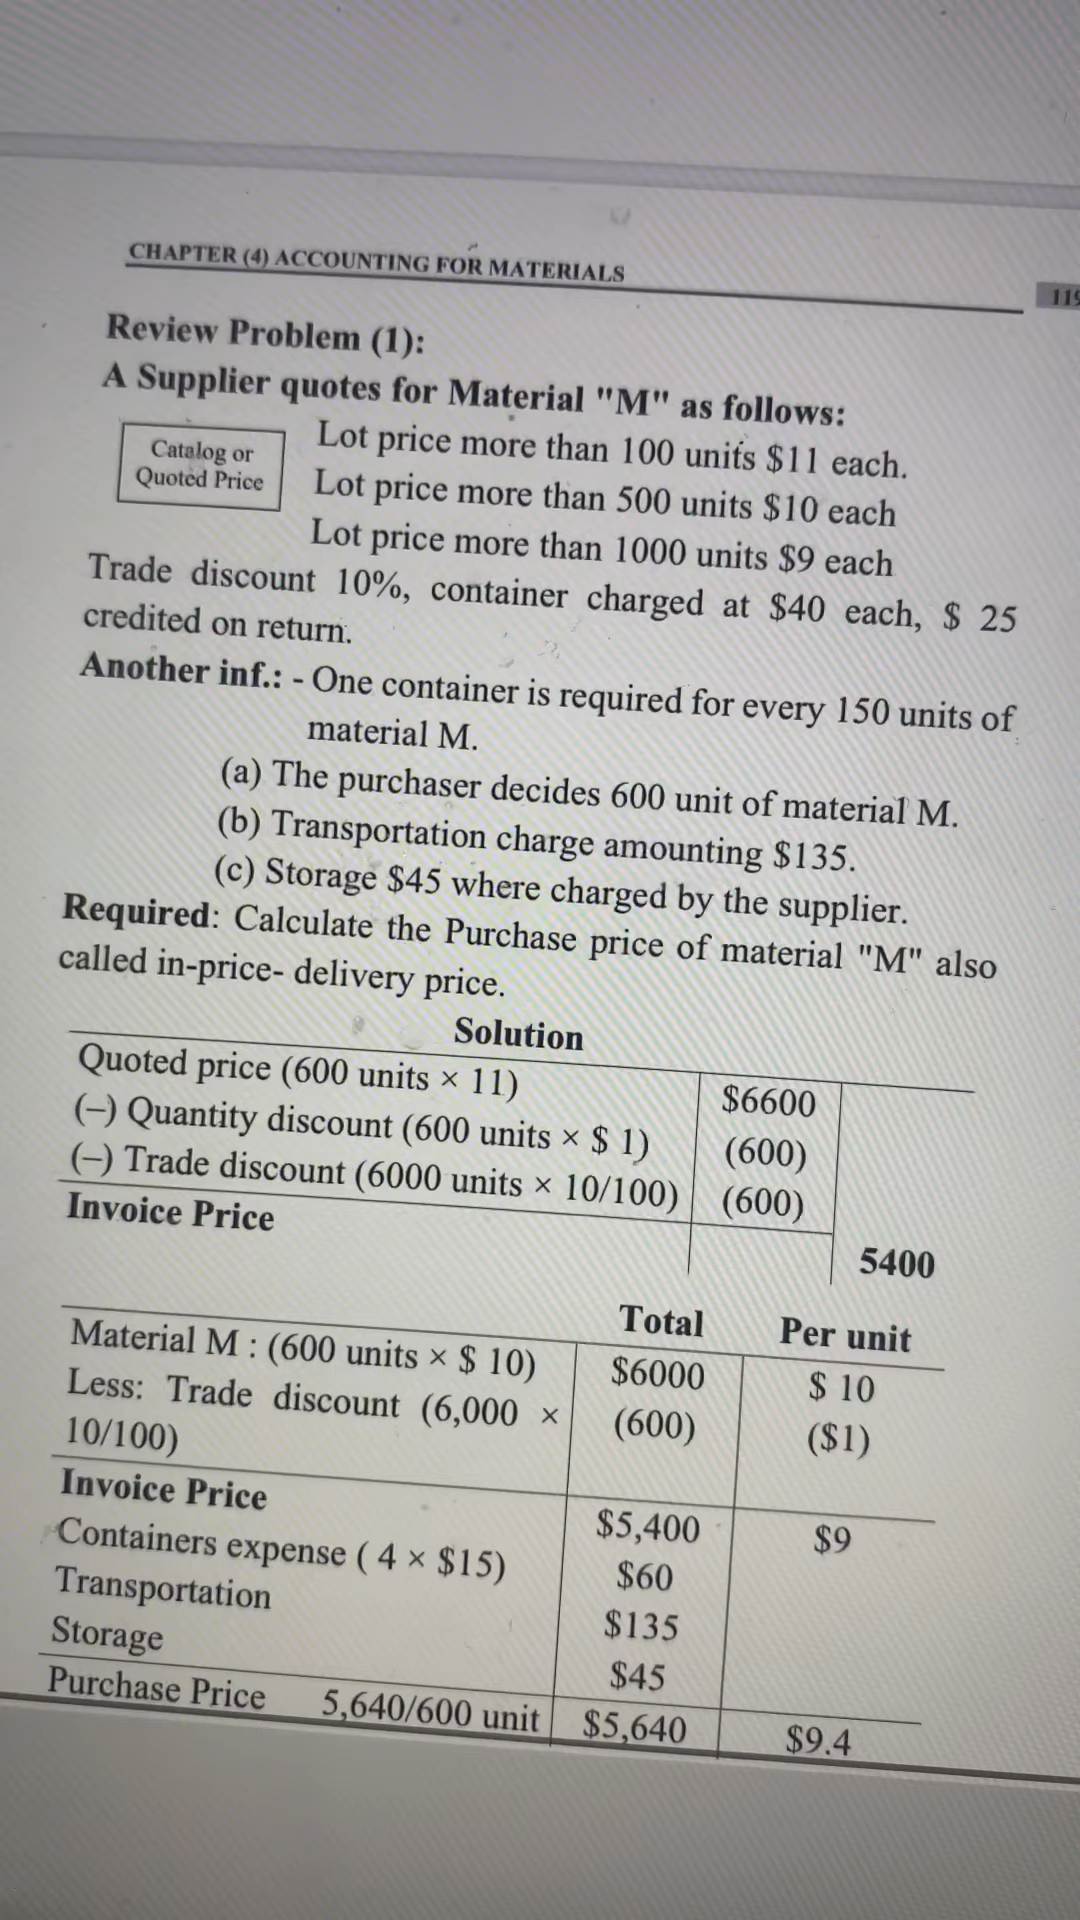 CHAPTER (4) ACCOUNTING FOR MATERIALS
119
Review Problem (1):
A Supplier quotes for Material "M" as follows:
Catalog or
Quoted Price
Lot price more than 100 units $11 each.
Lot price more than 500 units $10 each
Lot price more than 1000 units $9 each
Trade discount 10%, container charged at $40 each, $ 25
credited on return.
Another inf.: - One container is required for every 150 units of
material M.
(a) The purchaser decides 600 unit of material M.
(b) Transportation charge amounting $135.
(c) Storage $45 where charged by the supplier.
Required: Calculate the Purchase price of material "M" also
called in-price- delivery price.
Solution
Quoted price (600 units × 11) $6600
(–) Quantity discount (600 units × $ 1) (600)
(–) Trade discount (6000 units × 10/100) (600)
Invoice Price 5400
Total Per unit
Material M : (600 units × $ 10) $6000 $ 10
Less: Trade discount (6,000 × (600) ($1)
10/100)
Invoice Price $5,400 $9
Containers expense ( 4 × $15) $60
Transportation $135
Storage $45
Purchase Price 5,640/600 unit $5,640 $9.4